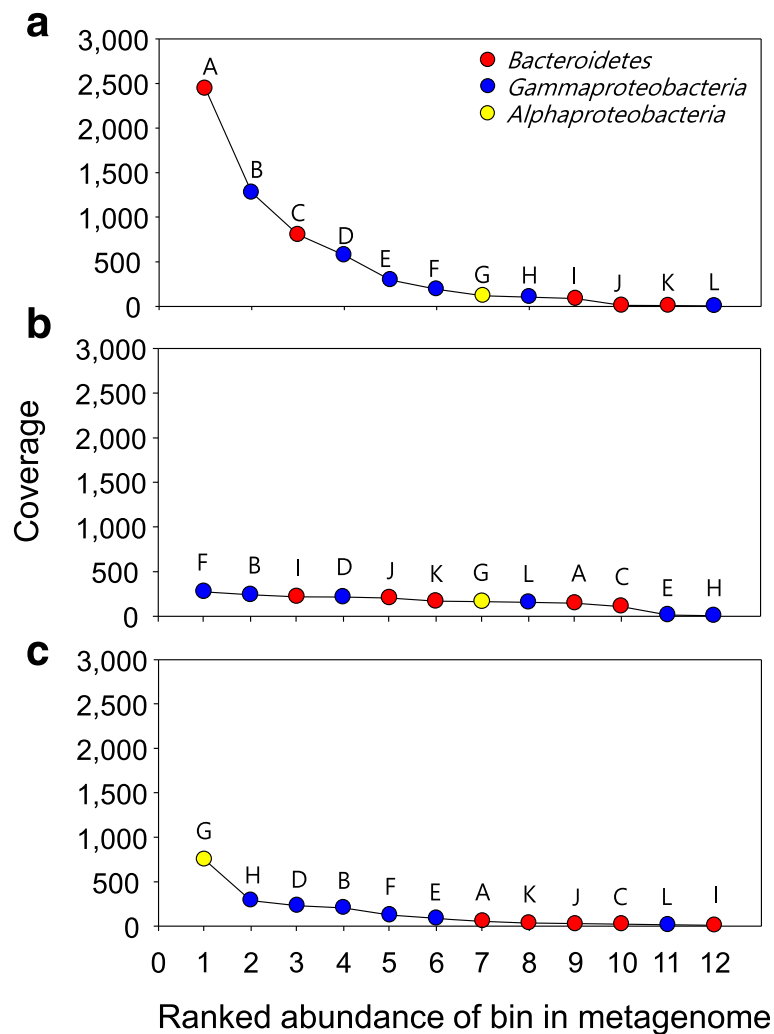 a
3,000
2,500
2,000
1,500
1,000
500
0
A
B
C
D
E
F
G
H
I
J
K
L
Bacteroidetes
Gammaproteobacteria
Alphaproteobacteria
b
3,000
2,500
2,000
1,500
1,000
500
0
F
B
I
D
J
K
G
L
A
C
E
H
Coverage
c
3,000
2,500
2,000
1,500
1,000
500
0
G
H
D
B
F
E
A
K
J
C
L
I
0 1 2 3 4 5 6 7 8 9 10 11 12
Ranked abundance of bin in metagenome